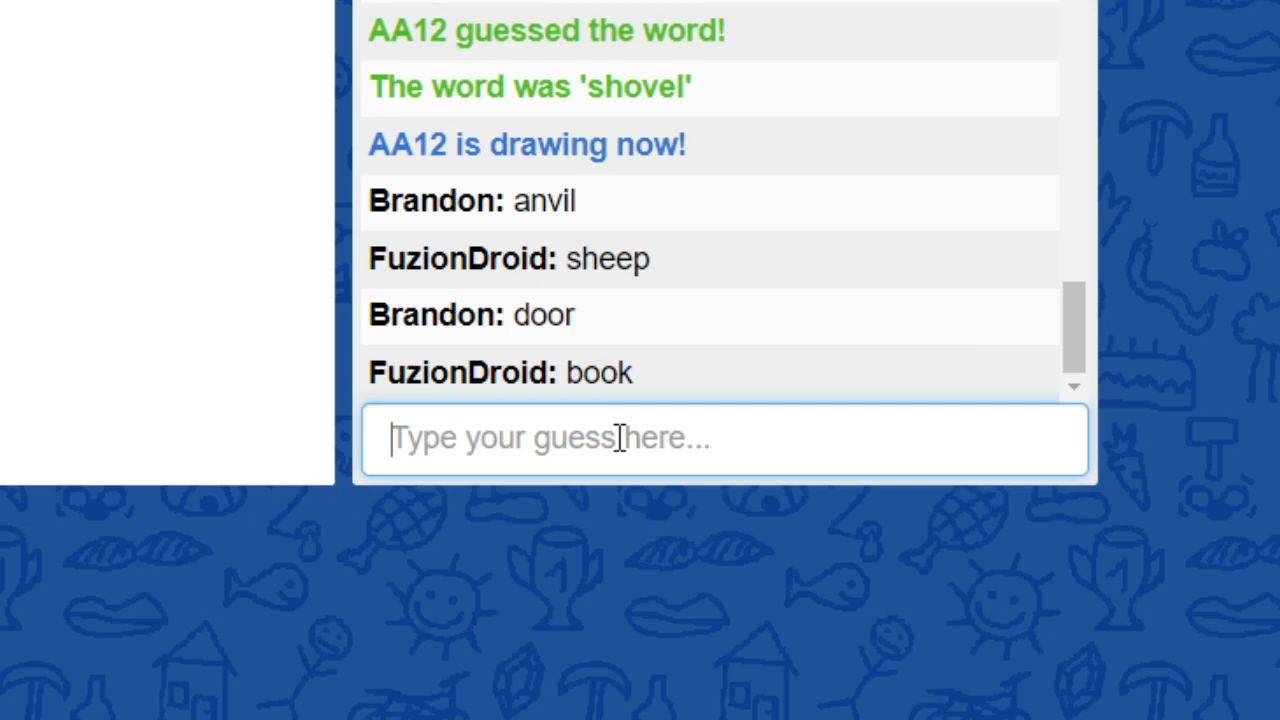 AA12 guessed the word!
The word was 'shovel'
AA12 is drawing now!
Brandon: anvil
FuzionDroid: sheep
Brandon: door
FuzionDroid: book
Type your guess here...